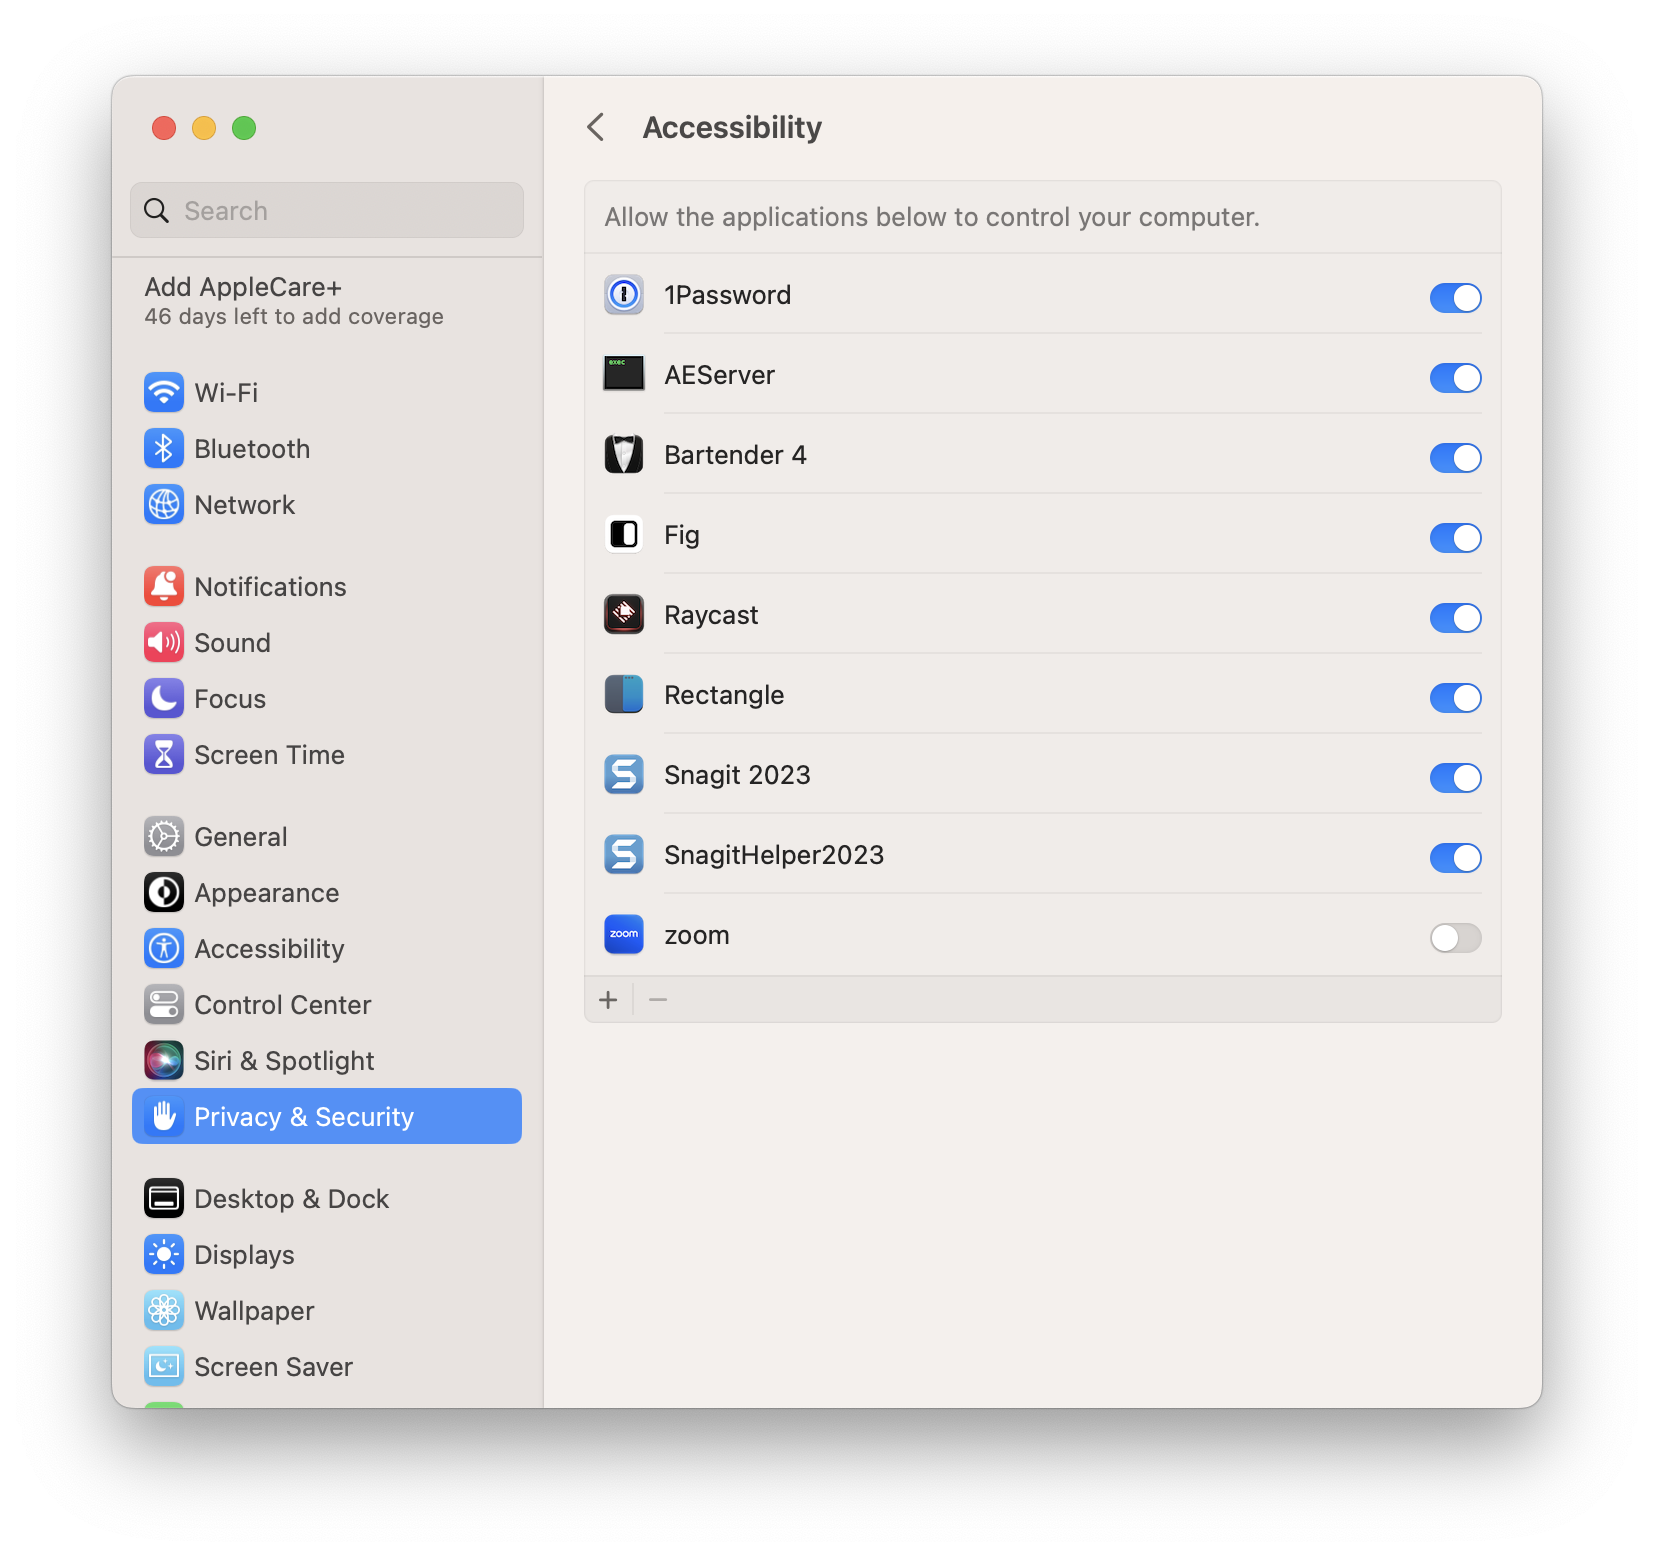 Accessibility
Search
Allow the applications below to control your computer.
Add AppleCare+
46 days left to add coverage
Wi-Fi
Bluetooth
Network
Notifications
Sound
Focus
Screen Time
General
Appearance
Accessibility
Control Center
Siri & Spotlight
Privacy & Security
Desktop & Dock
Displays
Wallpaper
Screen Saver
1Password
exec
AEServer
Bartender 4
Fig
Raycast
Rectangle
S
Snagit 2023
S
SnagitHelper2023
zoom
zoom